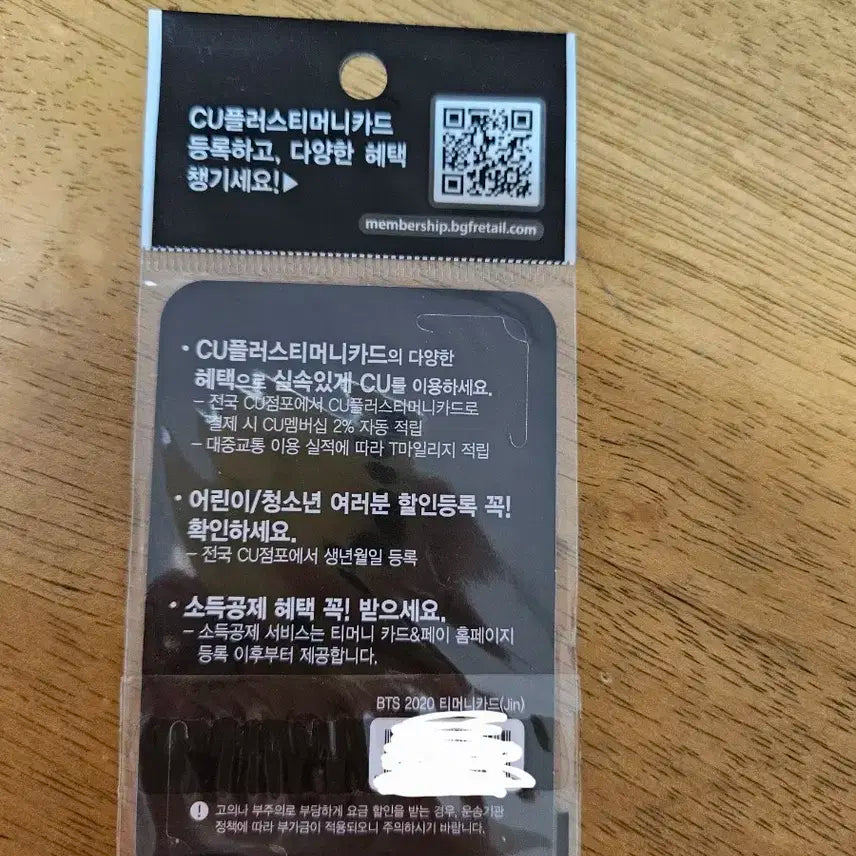 CU플러스티머니카드
등록하고, 다양한 혜택
챙기세요!▶
membership.bgfretail.com
• CU플러스티머니카드의 다양한
혜택으로 실속있게 CU를 이용하세요.
– 전국 CU점포에서 CU플러스티머니카드로
결제 시 CU멤버십 2% 자동 적립
– 대중교통 이용 실적에 따라 T마일리지 적립
• 어린이/청소년 여러분 할인등록 꼭!
확인하세요.
– 전국 CU점포에서 생년월일 등록
• 소득공제 혜택 꼭! 받으세요.
– 소득공제 서비스는 티머니 카드&페이 홈페이지
등록 이후부터 제공합니다.
BTS 2020 티머니카드(Jin)
! 고의나 부주의로 부당하게 요금 할인을 받는 경우, 운송기관
정책에 따라 부가금이 적용되오니 주의하시기 바랍니다.